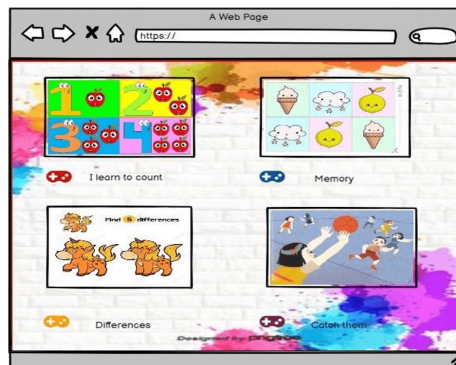 A Web Page
https://
1 2
3 4
I learn to count
Memory
Find 5 differences
Differences
Catch them
Designed by pngtree